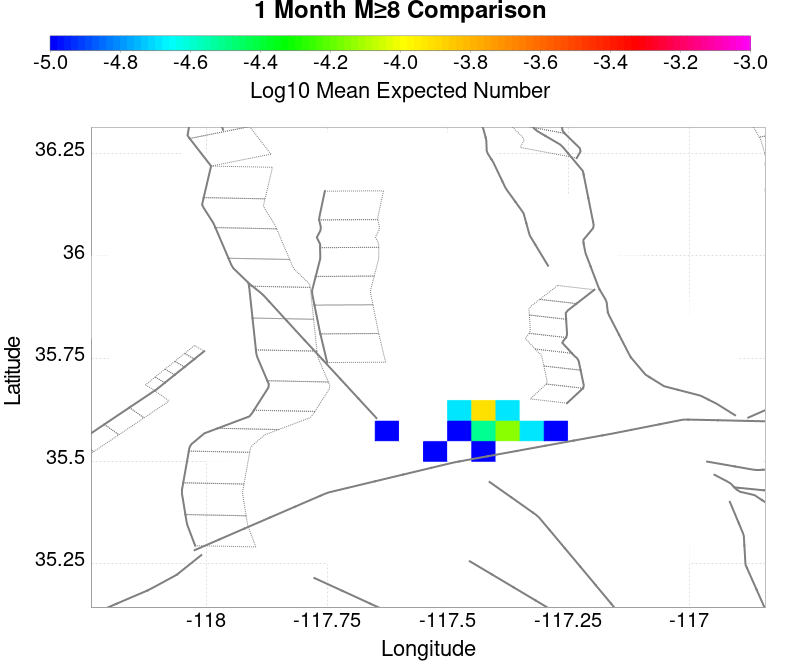 1 Month M≥8 Comparison
-5.0 -4.8 -4.6 -4.4 -4.2 -4.0 -3.8 -3.6 -3.4 -3.2 -3.0
Log10 Mean Expected Number
36.25
36
35.75
35.5
35.25
Latitude
-118 -117.75 -117.5 -117.25 -117
Longitude